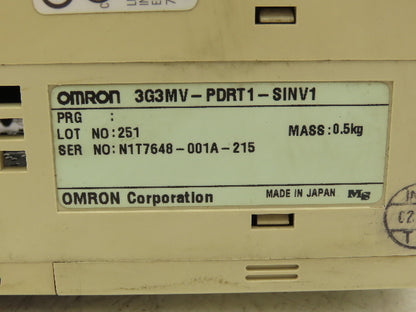 OMRON 3G3MV-PDRT1-SINV1
PRG :
LOT NO:251 MASS:0.5kg
SER NO:N1T7648-001A-215
OMRON Corporation MADE IN JAPAN